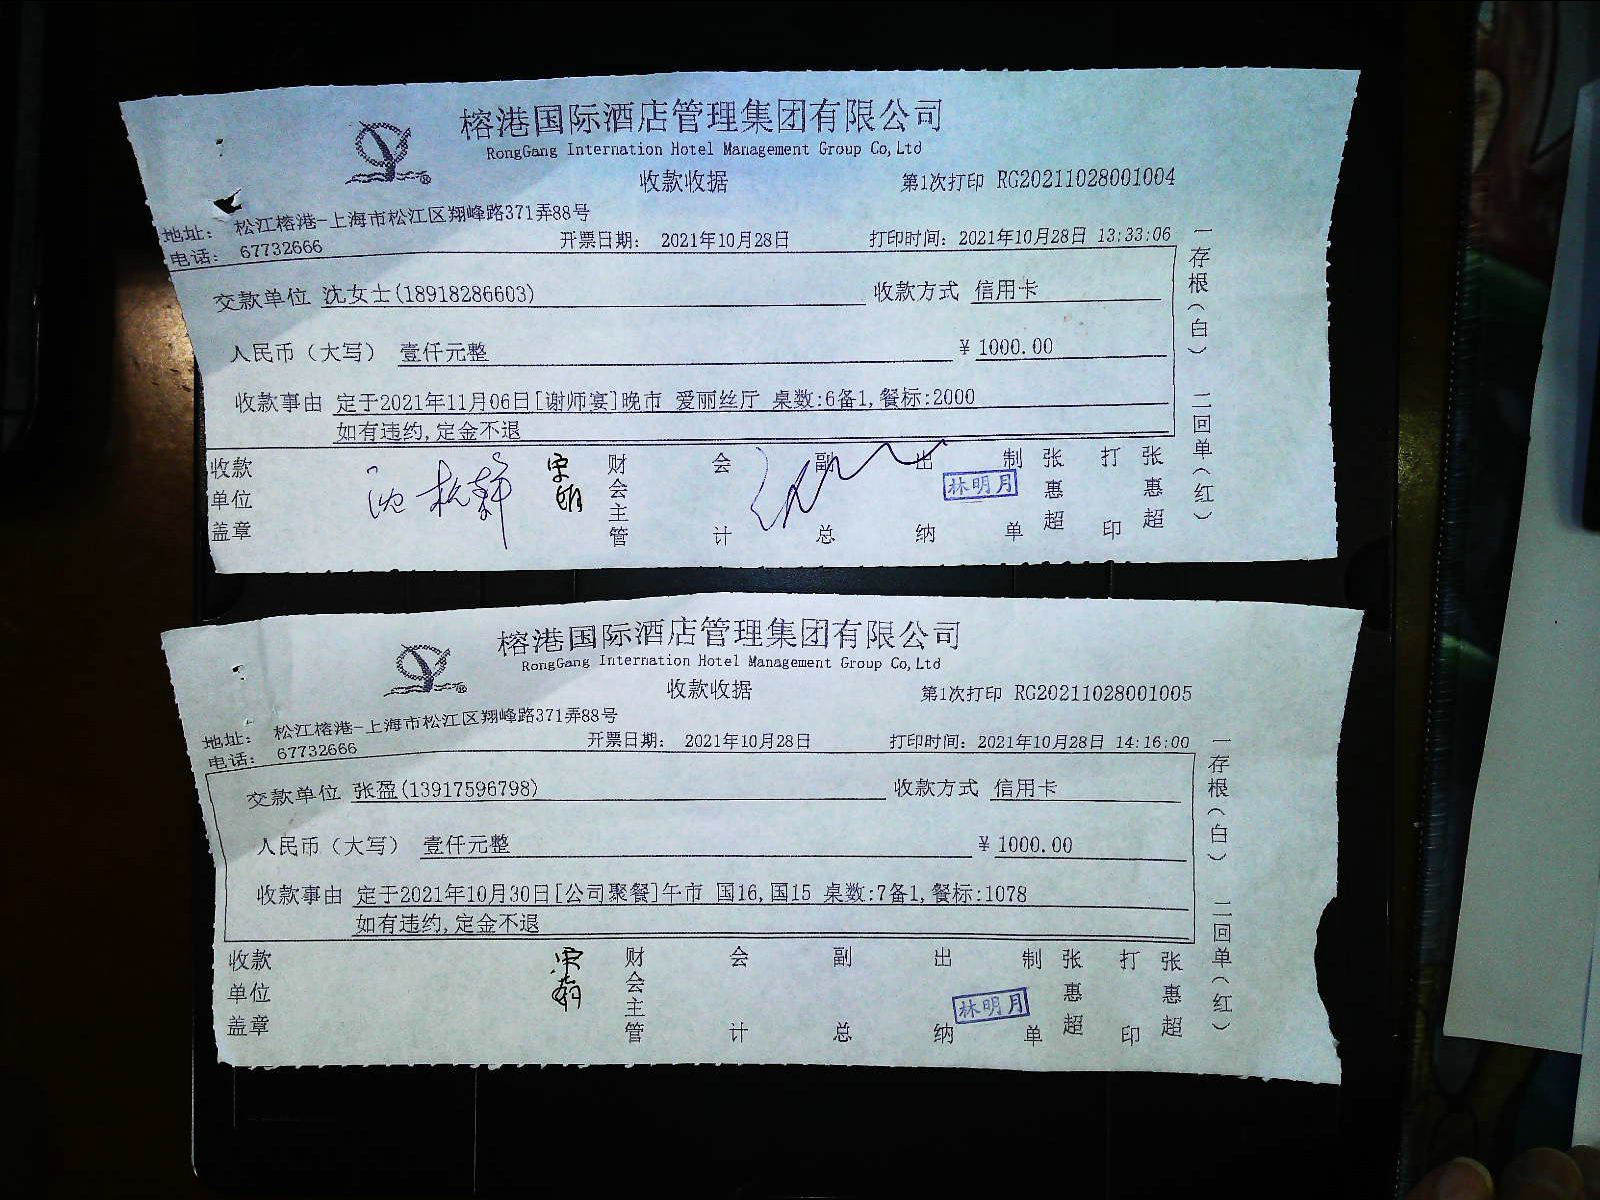 榕港国际酒店管理集团有限公司
RongGang Internation Hotel Management Group Co,Ltd
收款收据
第1次打印 RG20211028001004
地址： 松江榕港-上海市松江区翔峰路371弄88号
电话： 67732666
开票日期： 2021年10月28日
打印时间：2021年10月28日 13:33:06
交款单位 沈女士(18918286603) 收款方式 信用卡
人民币（大写） 壹仟元整 ¥ 1000.00
收款事由 定于2021年11月06日[谢师宴]晚市 爱丽丝厅 桌数:6备1,餐标:2000
如有违约,定金不退
收款单位盖章
财会主管 会计 副总 出纳 林明月 制单 张惠超 打印 张惠超
一存根（白） 二回单（红）
榕港国际酒店管理集团有限公司
RongGang Internation Hotel Management Group Co,Ltd
收款收据
第1次打印 RG20211028001005
地址： 松江榕港-上海市松江区翔峰路371弄88号
电话： 67732666
开票日期： 2021年10月28日
打印时间：2021年10月28日 14:16:00
交款单位 张盈(13917596798) 收款方式 信用卡
人民币（大写） 壹仟元整 ¥ 1000.00
收款事由 定于2021年10月30日[公司聚餐]午市 国16,国15 桌数:7备1,餐标:1078
如有违约,定金不退
收款单位盖章
财会主管 会计 副总 出纳 林明月 制单 张惠超 打印 张惠超
一存根（白） 二回单（红）